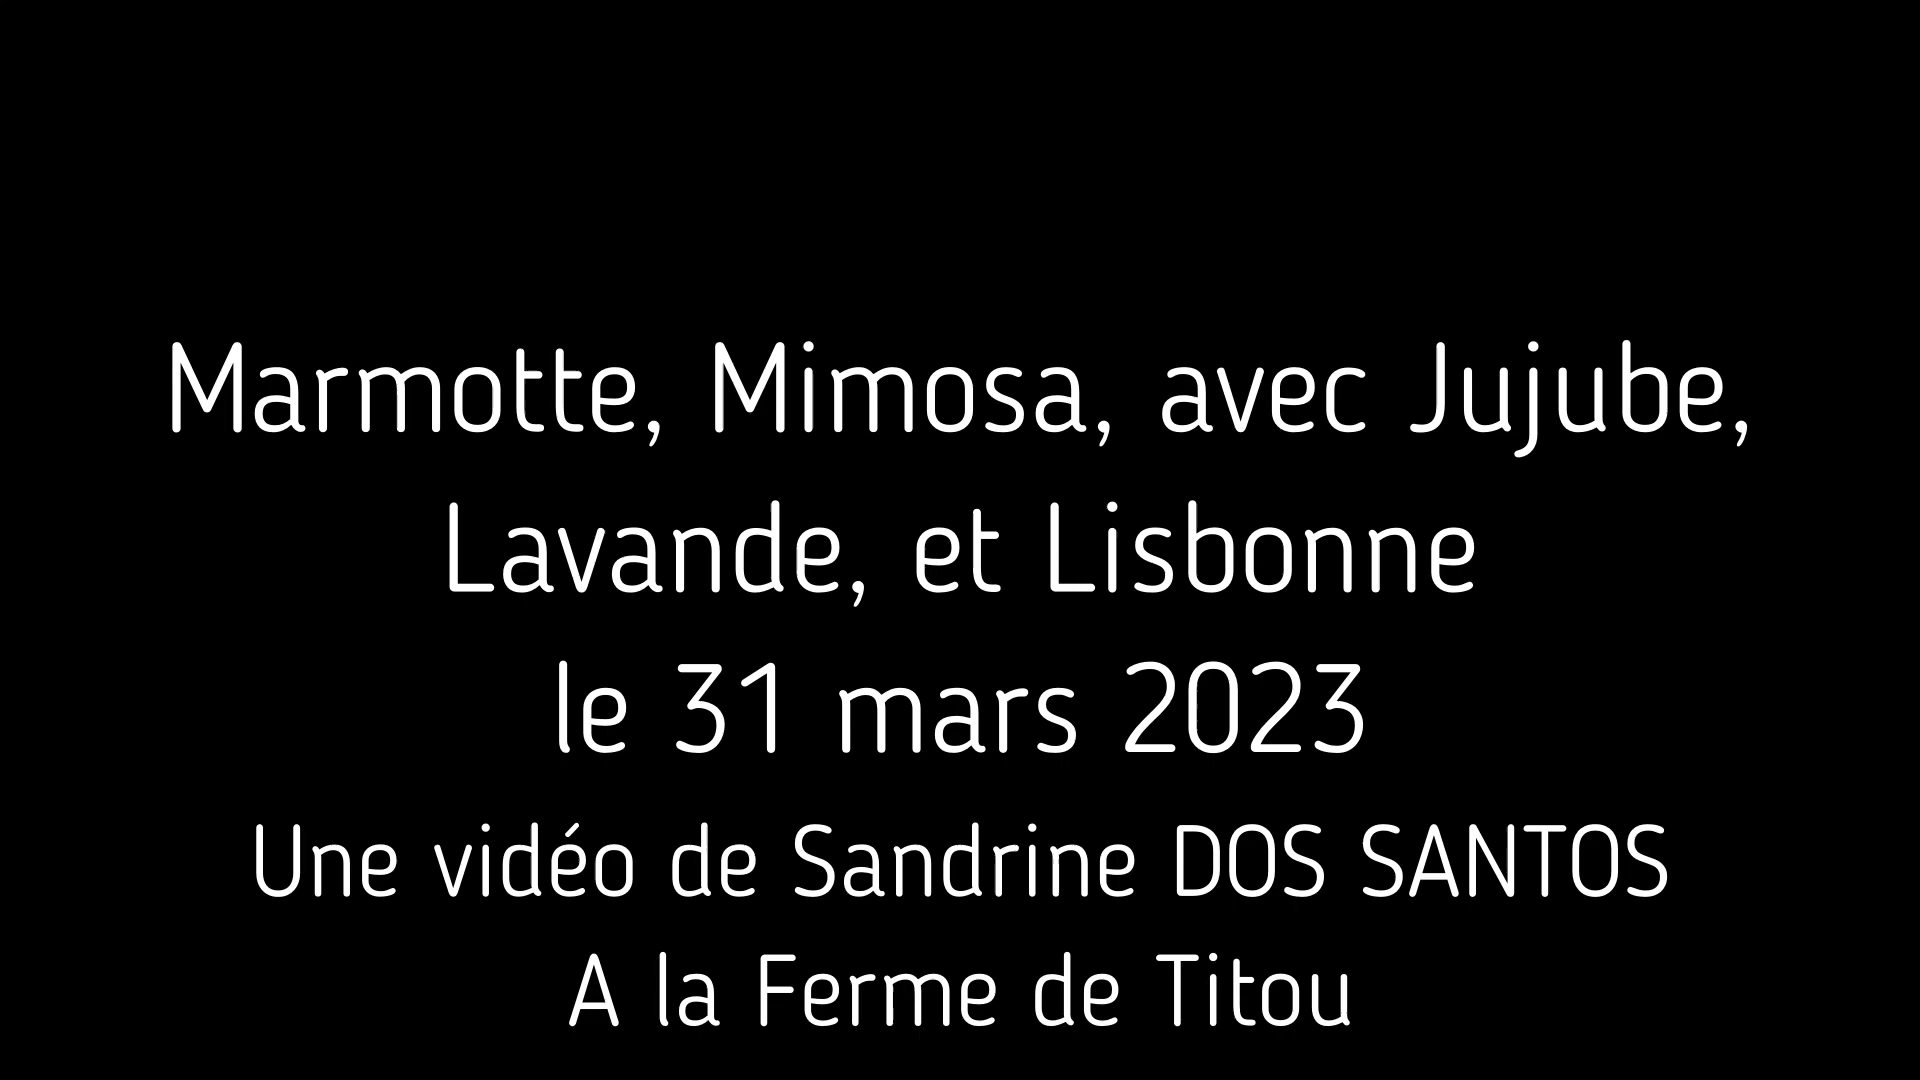 Marmotte, Mimosa, avec Jujube,
Lavande, et Lisbonne
le 31 mars 2023
Une vidéo de Sandrine DOS SANTOS
A la Ferme de Titou